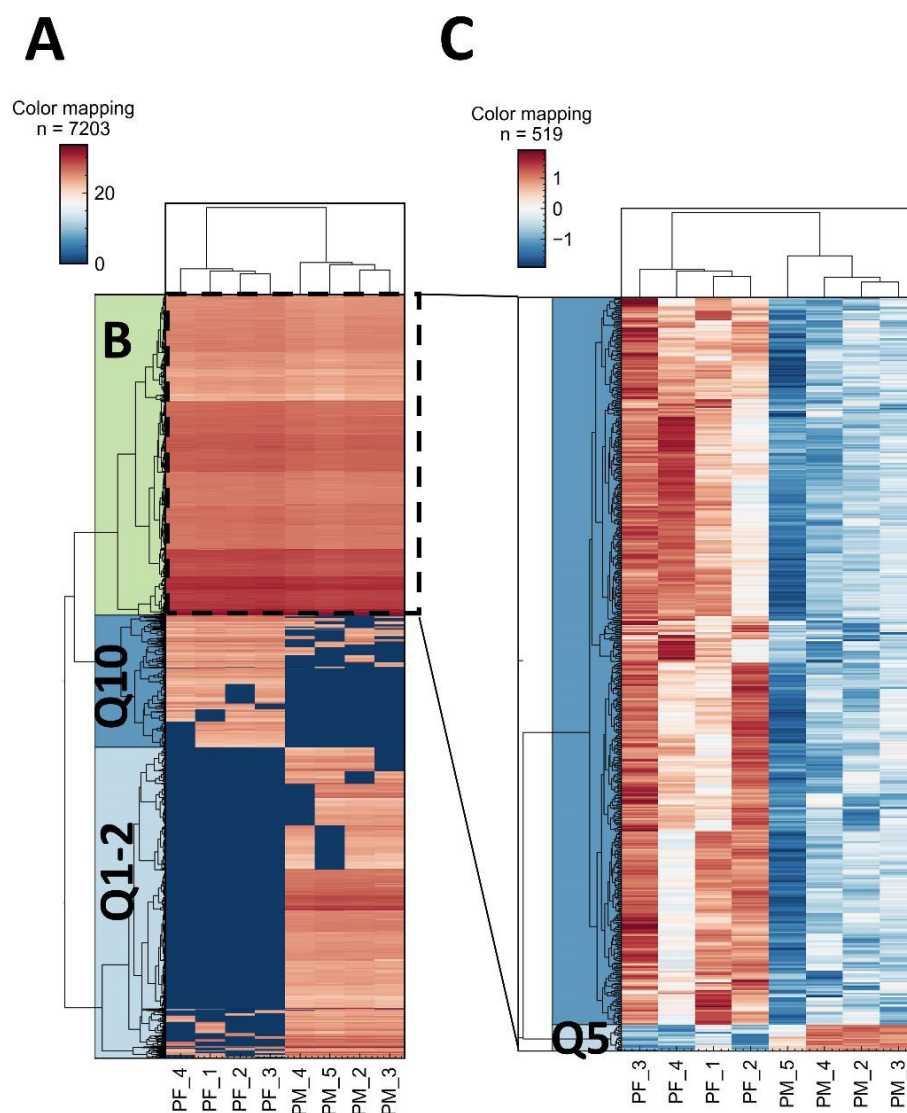 A
Color mapping
n = 7203
20
0
B
Q10
Q1-2
PF_4
PF_1
PF_2
PF_3
PM_4
PM_5
PM_2
PM_3
C
Color mapping
n = 519
1
0
−1
Q5
PF_3
PF_4
PF_1
PF_2
PM_5
PM_4
PM_2
PM_3